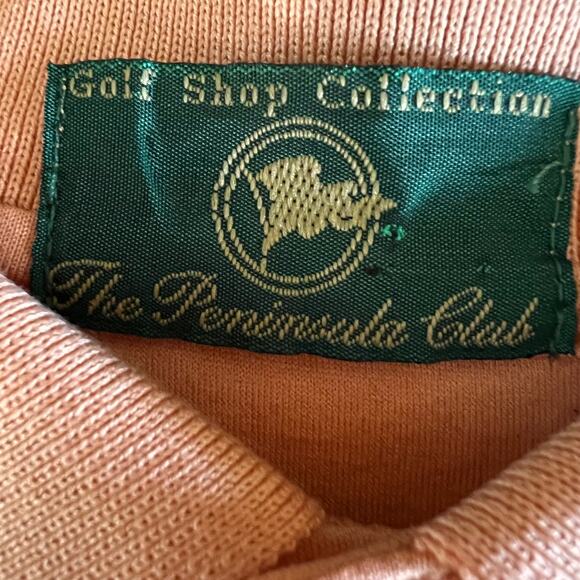 Golf Shop Collection
The Peninsula Club